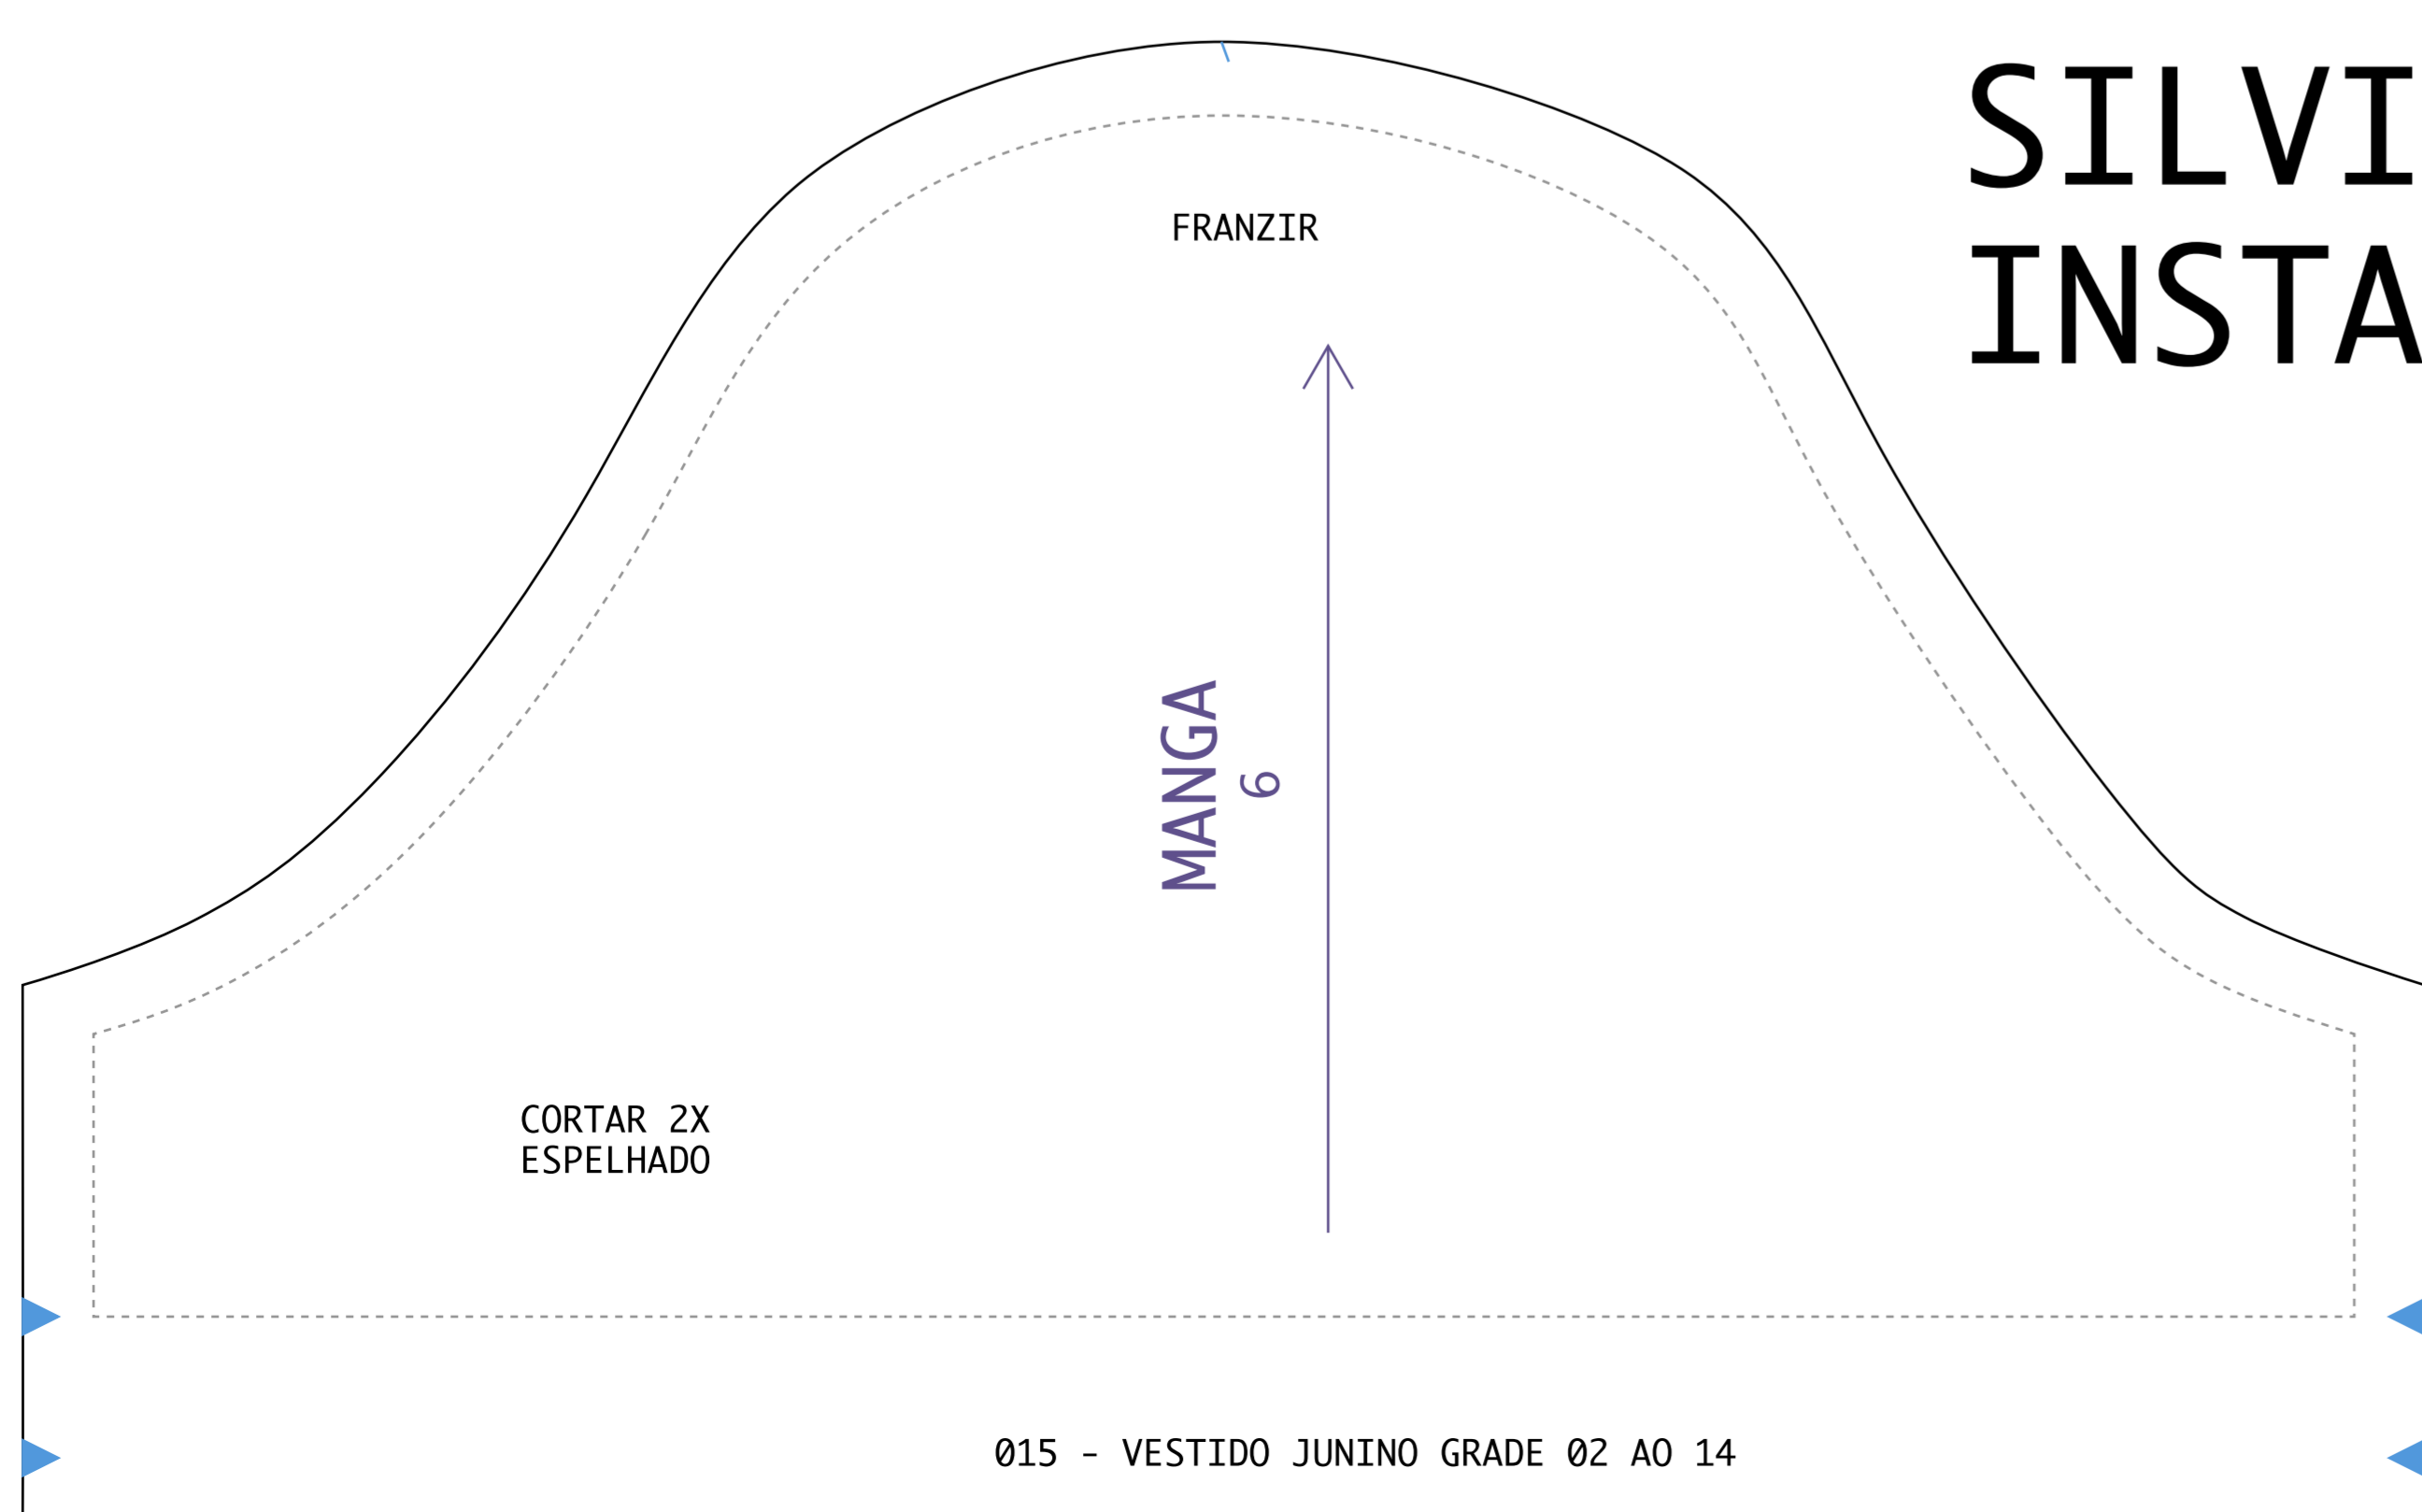 SILVI
INSTA
FRANZIR
MANGA
6
CORTAR 2X
ESPELHADO
015 - VESTIDO JUNINO GRADE 02 AO 14